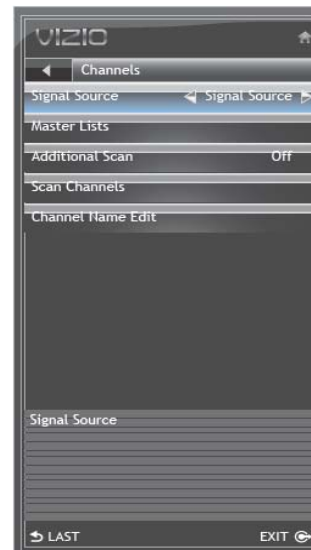 VIZIO
Channels
Signal Source Signal Source
Master Lists
Additional Scan Off
Scan Channels
Channel Name Edit
Signal Source
LAST EXIT